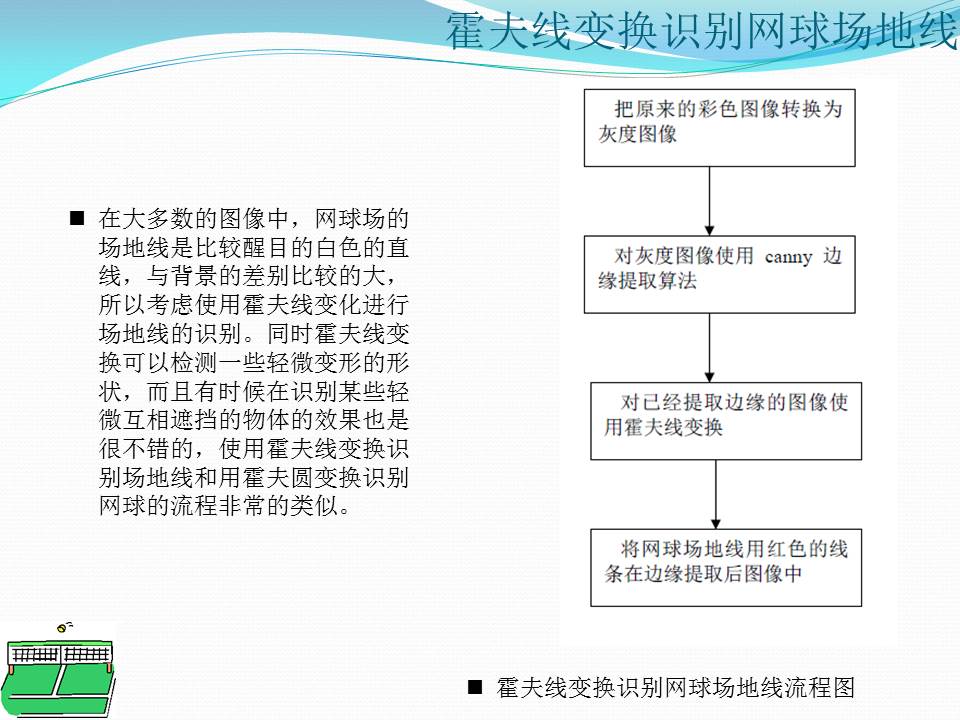 霍夫线变换识别网球场地线
在大多数的图像中，网球场的
场地线是比较醒目的白色的直
线，与背景的差别比较的大，
所以考虑使用霍夫线变化进行
场地线的识别。同时霍夫线变
换可以检测一些轻微变形的形
状，而且有时候在识别某些轻
微互相遮挡的物体的效果也是
很不错的，使用霍夫线变换识
别场地线和用霍夫圆变换识别
网球的流程非常的类似。
把原来的彩色图像转换为
灰度图像
对灰度图像使用 canny 边
缘提取算法
对已经提取边缘的图像使
用霍夫线变换
将网球场地线用红色的线
条在边缘提取后图像中
霍夫线变换识别网球场地线流程图